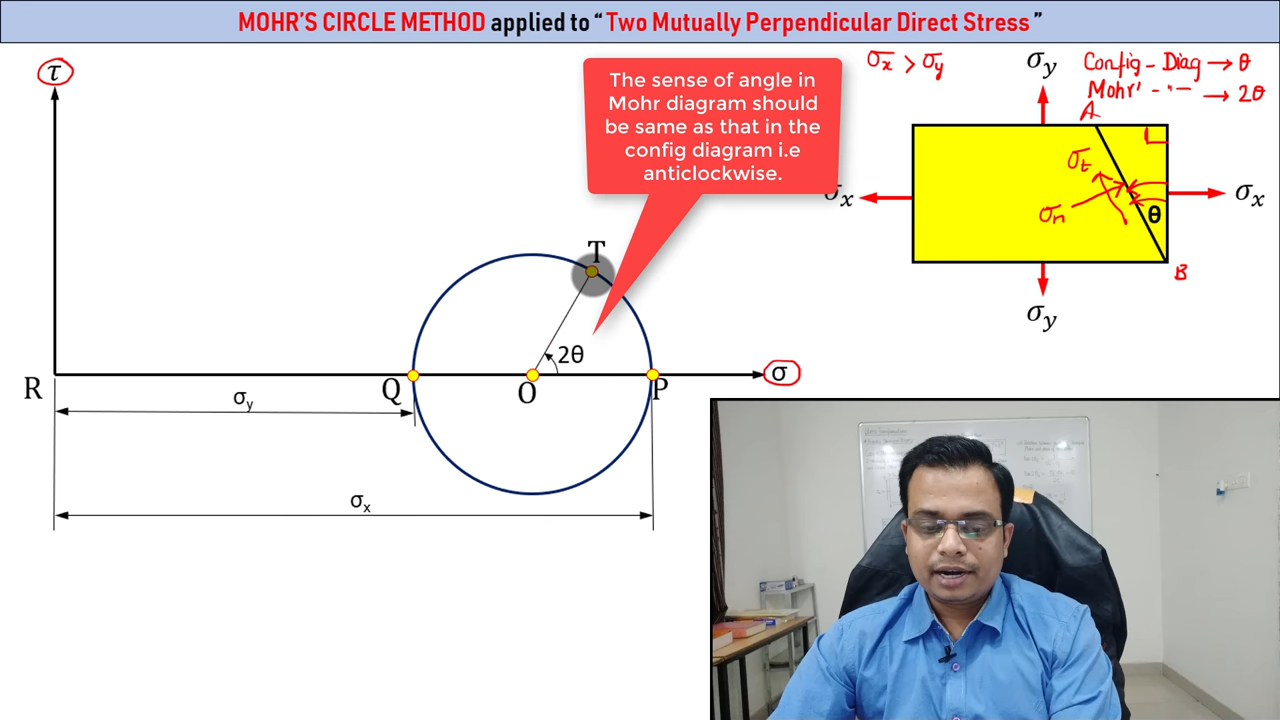 MOHR’S CIRCLE METHOD applied to “ Two Mutually Perpendicular Direct Stress ”
τ
The sense of angle in
Mohr diagram should
be same as that in the
config diagram i.e
anticlockwise.
σx > σy
σy
Config - Diag → θ
Mohr' - " - → 2θ
A
σx
σt
σn
θ
σx
B
σy
T
2θ
R
Q
O
P
σ
σy
σx